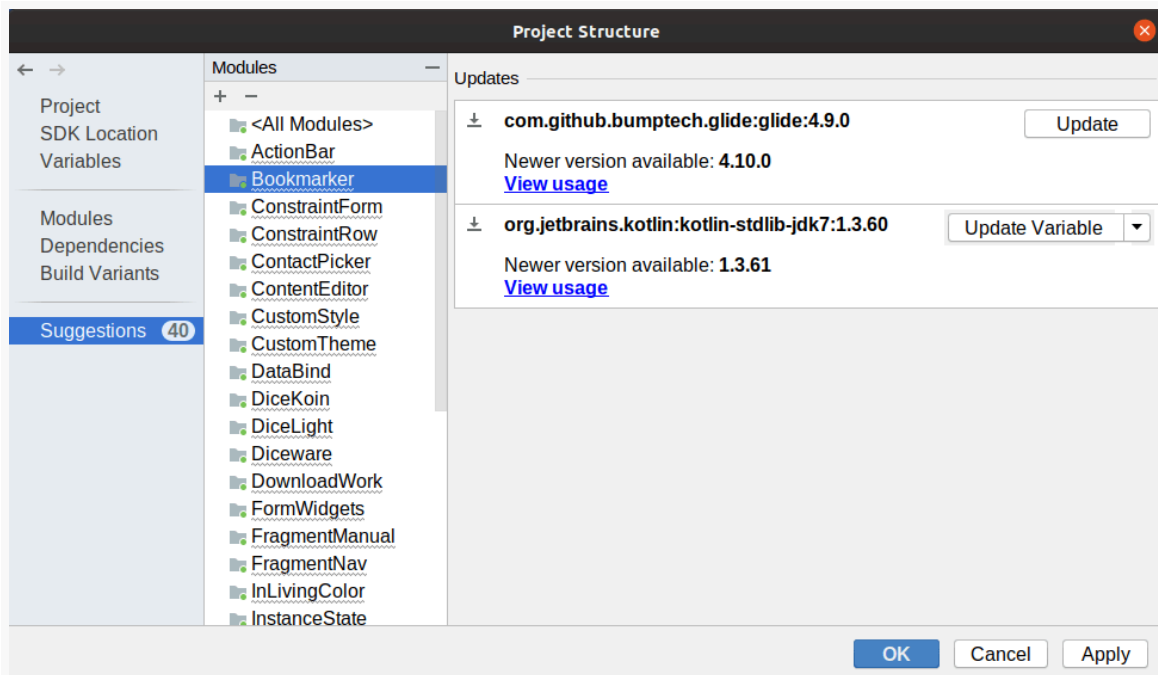 Project Structure
Project
SDK Location
Variables
Modules
Dependencies
Build Variants
Suggestions 40
Modules
<All Modules>
ActionBar
Bookmarker
ConstraintForm
ConstraintRow
ContactPicker
ContentEditor
CustomStyle
CustomTheme
DataBind
DiceKoin
DiceLight
Diceware
DownloadWork
FormWidgets
FragmentManual
FragmentNav
InLivingColor
InstanceState
Updates
com.github.bumptech.glide:glide:4.9.0 Update
Newer version available: 4.10.0
View usage
org.jetbrains.kotlin:kotlin-stdlib-jdk7:1.3.60 Update Variable
Newer version available: 1.3.61
View usage
OK Cancel Apply